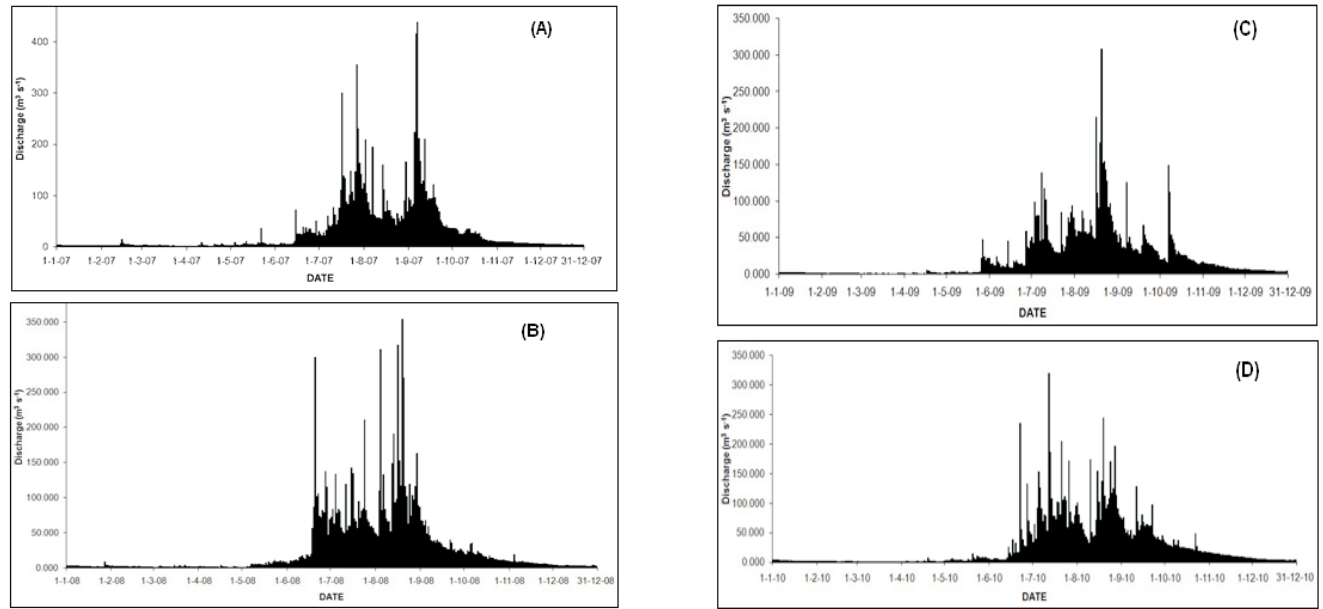 (A)
Discharge (m³ s⁻¹)
400
300
200
100
0
1-1-07 1-2-07 1-3-07 1-4-07 1-5-07 1-6-07 1-7-07 1-8-07 1-9-07 1-10-07 1-11-07 1-12-07 31-12-07
DATE
(B)
Discharge (m³ s⁻¹)
350.000
300.000
250.000
200.000
150.000
100.000
50.000
0.000
1-1-08 1-2-08 1-3-08 1-4-08 1-5-08 1-6-08 1-7-08 1-8-08 1-9-08 1-10-08 1-11-08 1-12-08 31-12-08
DATE
(C)
Discharge (m³ s⁻¹)
350.000
300.000
250.000
200.000
150.000
100.000
50.000
0.000
1-1-09 1-2-09 1-3-09 1-4-09 1-5-09 1-6-09 1-7-09 1-8-09 1-9-09 1-10-09 1-11-09 1-12-09 31-12-09
DATE
(D)
Discharge (m³ s⁻¹)
350.000
300.000
250.000
200.000
150.000
100.000
50.000
0.000
1-1-10 1-2-10 1-3-10 1-4-10 1-5-10 1-6-10 1-7-10 1-8-10 1-9-10 1-10-10 1-11-10 1-12-10 31-12-10
DATE